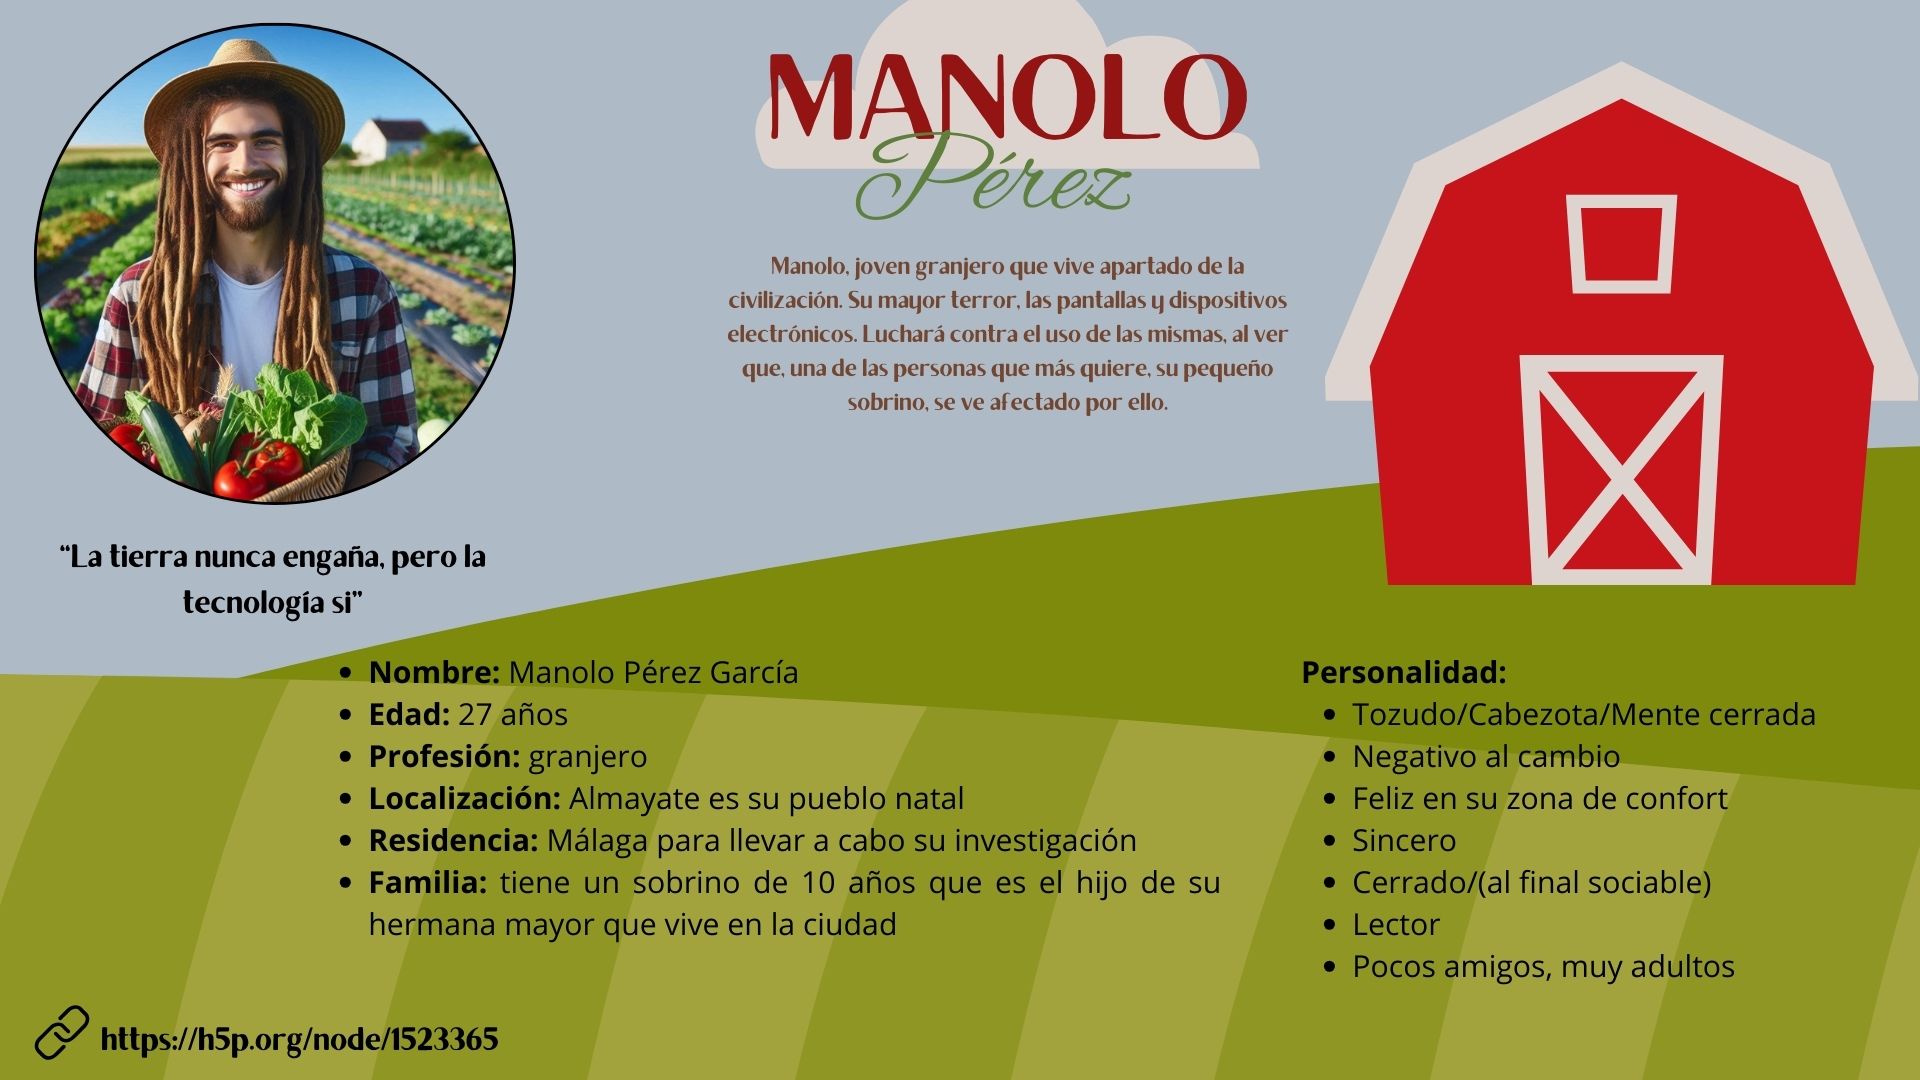 MANOLO
Pérez
Manolo, joven granjero que vive apartado de la
civilización. Su mayor terror, las pantallas y dispositivos
electrónicos. Luchará contra el uso de las mismas, al ver
que, una de las personas que más quiere, su pequeño
sobrino, se ve afectado por ello.
“La tierra nunca engaña, pero la
tecnología si”
• Nombre: Manolo Pérez García
• Edad: 27 años
• Profesión: granjero
• Localización: Almayate es su pueblo natal
• Residencia: Málaga para llevar a cabo su investigación
• Familia: tiene un sobrino de 10 años que es el hijo de su
hermana mayor que vive en la ciudad
Personalidad:
• Tozudo/Cabezota/Mente cerrada
• Negativo al cambio
• Feliz en su zona de confort
• Sincero
• Cerrado/(al final sociable)
• Lector
• Pocos amigos, muy adultos
https://h5p.org/node/1523365